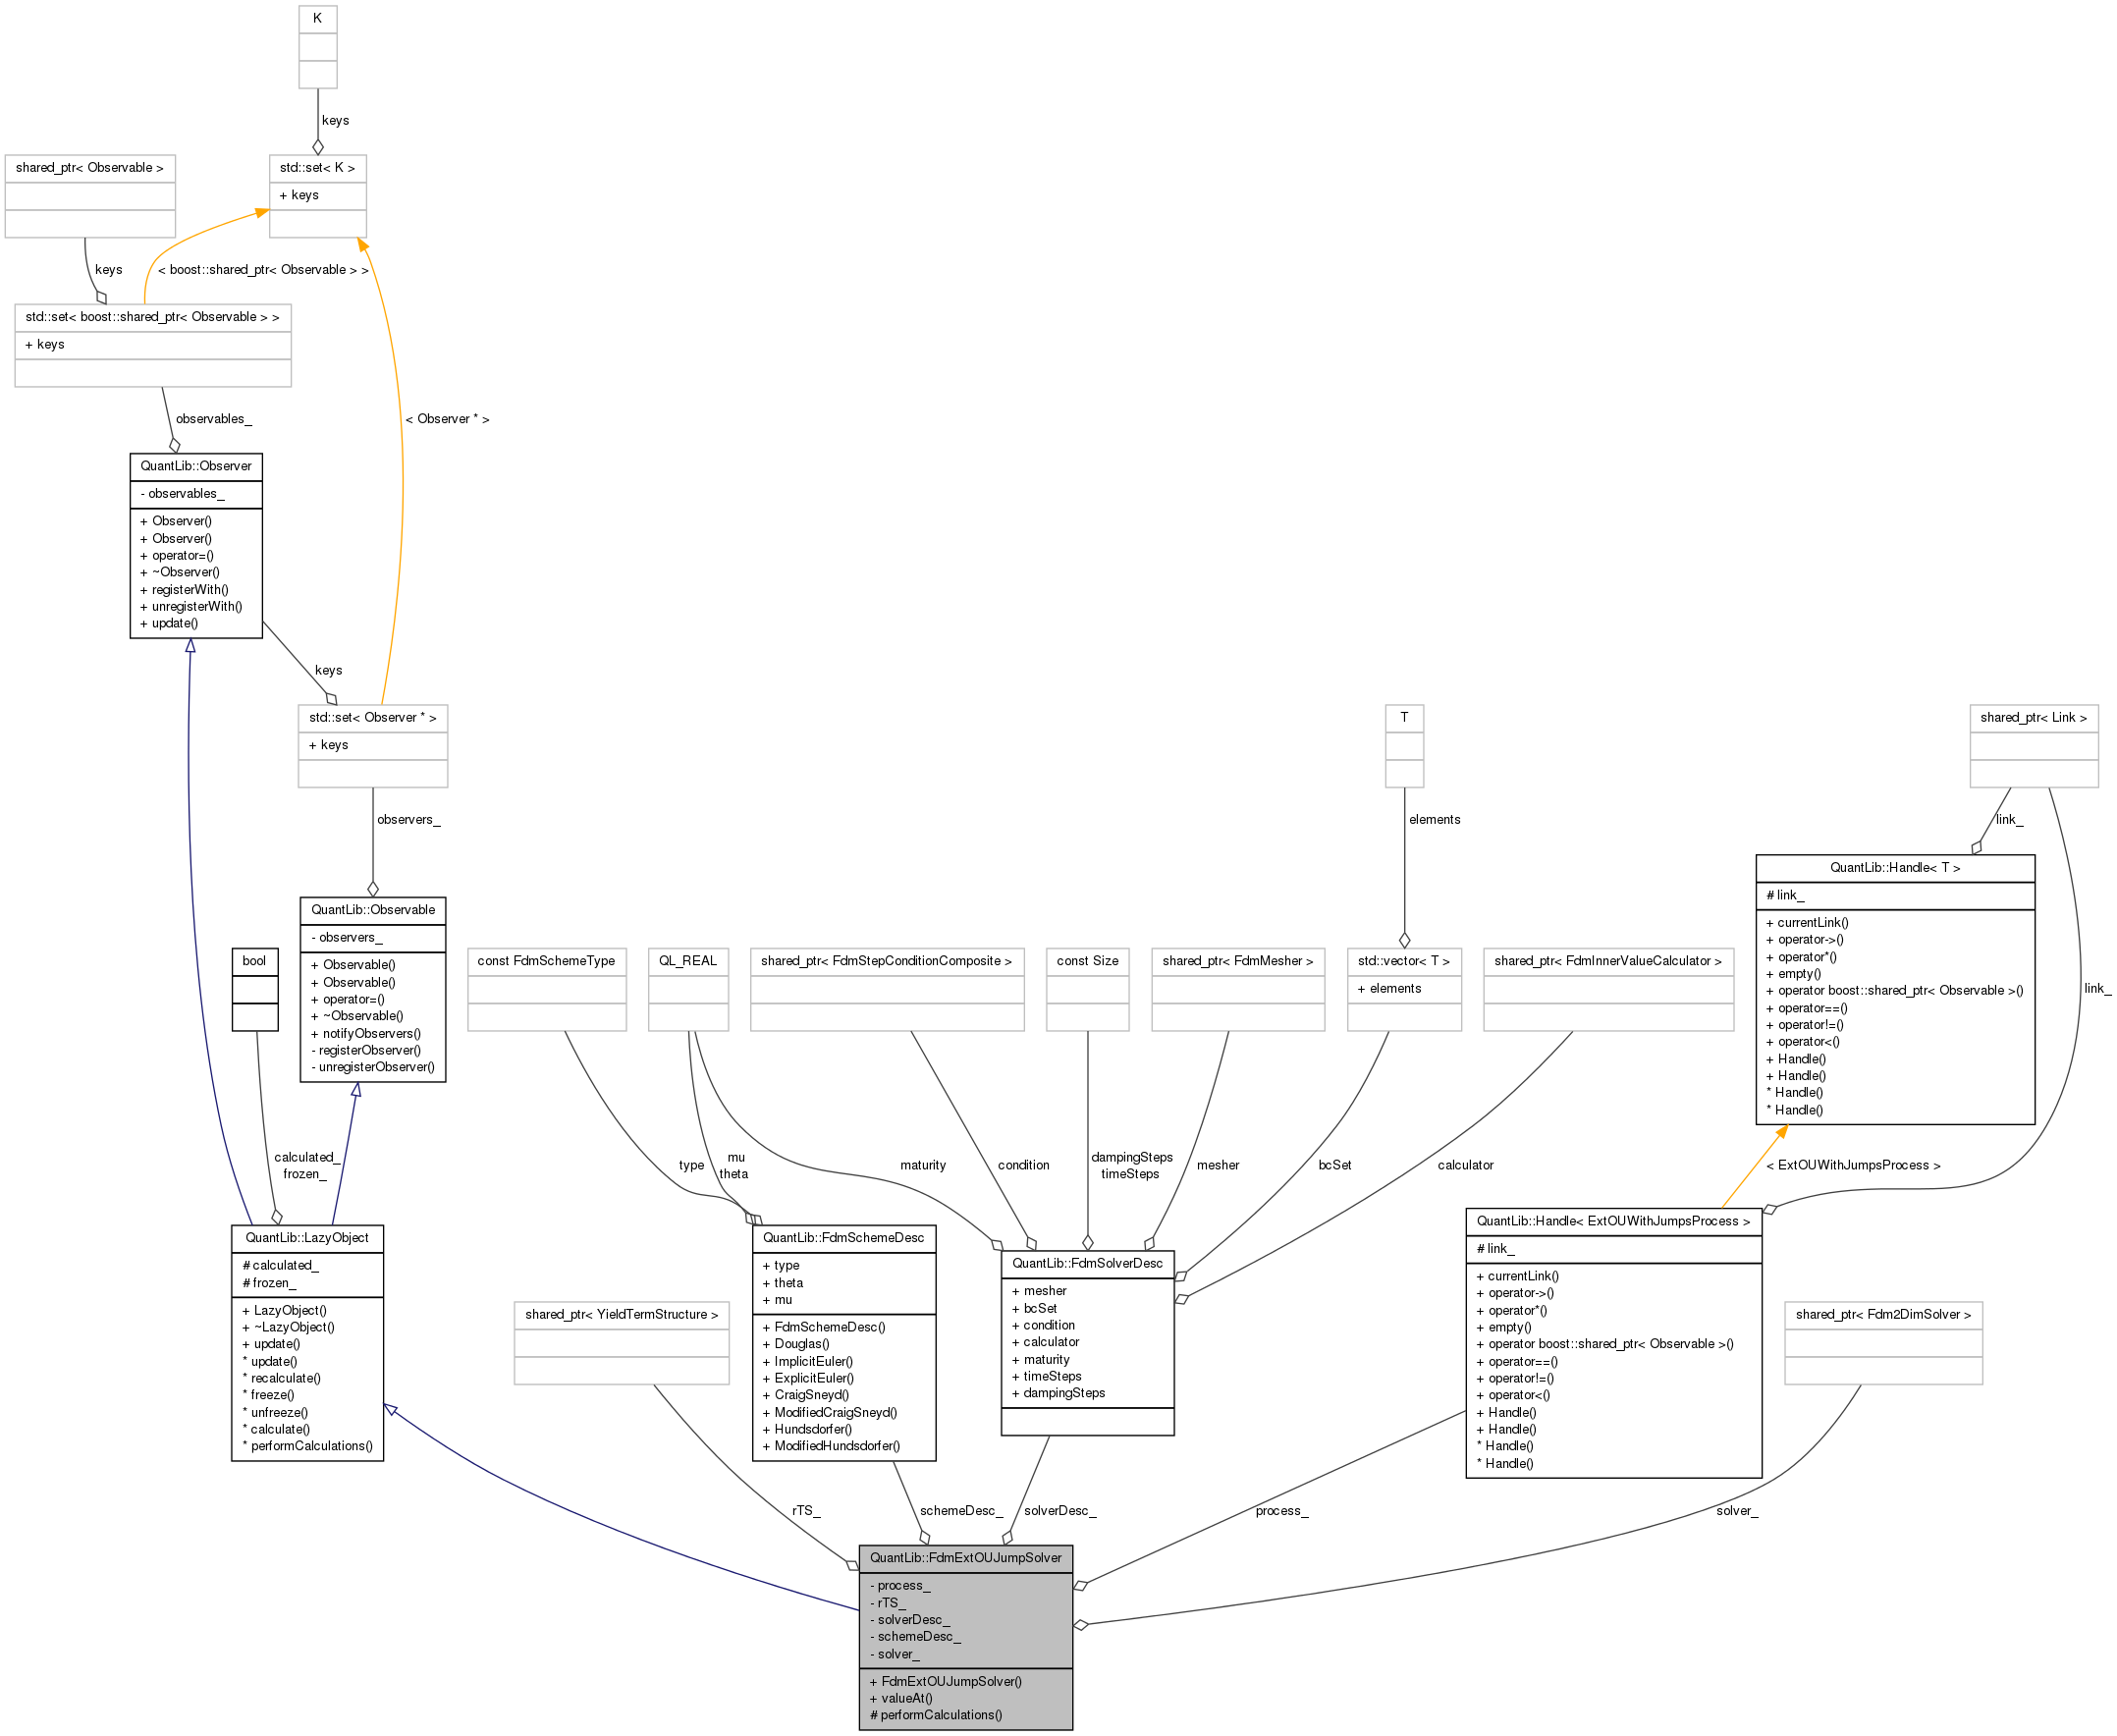 K
keys
shared_ptr< Observable >
std::set< K >
+ keys
keys
< boost::shared_ptr< Observable > >
std::set< boost::shared_ptr< Observable > >
+ keys
observables_
< Observer * >
QuantLib::Observer
- observables_
+ Observer()
+ Observer()
+ operator=()
+ ~Observer()
+ registerWith()
+ unregisterWith()
+ update()
keys
std::set< Observer * >
+ keys
T
shared_ptr< Link >
observers_
elements
link_
QuantLib::Handle< T >
# link_
+ currentLink()
+ operator->()
+ operator*()
+ empty()
+ operator boost::shared_ptr< Observable >()
+ operator==()
+ operator!=()
+ operator<()
+ Handle()
+ Handle()
* Handle()
* Handle()
link_
QuantLib::Observable
- observers_
+ Observable()
+ Observable()
+ operator=()
+ ~Observable()
+ notifyObservers()
- registerObserver()
- unregisterObserver()
bool
const FdmSchemeType
QL_REAL
shared_ptr< FdmStepConditionComposite >
const Size
shared_ptr< FdmMesher >
std::vector< T >
+ elements
shared_ptr< FdmInnerValueCalculator >
calculated_
frozen_
type
mu
theta
maturity
condition
dampingSteps
timeSteps
mesher
bcSet
calculator
< ExtOUWithJumpsProcess >
QuantLib::LazyObject
# calculated_
# frozen_
+ LazyObject()
+ ~LazyObject()
+ update()
* update()
* recalculate()
* freeze()
* unfreeze()
* calculate()
* performCalculations()
shared_ptr< YieldTermStructure >
QuantLib::FdmSchemeDesc
+ type
+ theta
+ mu
+ FdmSchemeDesc()
+ Douglas()
+ ImplicitEuler()
+ ExplicitEuler()
+ CraigSneyd()
+ ModifiedCraigSneyd()
+ Hundsdorfer()
+ ModifiedHundsdorfer()
QuantLib::FdmSolverDesc
+ mesher
+ bcSet
+ condition
+ calculator
+ maturity
+ timeSteps
+ dampingSteps
QuantLib::Handle< ExtOUWithJumpsProcess >
# link_
+ currentLink()
+ operator->()
+ operator*()
+ empty()
+ operator boost::shared_ptr< Observable >()
+ operator==()
+ operator!=()
+ operator<()
+ Handle()
+ Handle()
* Handle()
* Handle()
shared_ptr< Fdm2DimSolver >
rTS_
schemeDesc_
solverDesc_
process_
solver_
QuantLib::FdmExtOUJumpSolver
- process_
- rTS_
- solverDesc_
- schemeDesc_
- solver_
+ FdmExtOUJumpSolver()
+ valueAt()
# performCalculations()